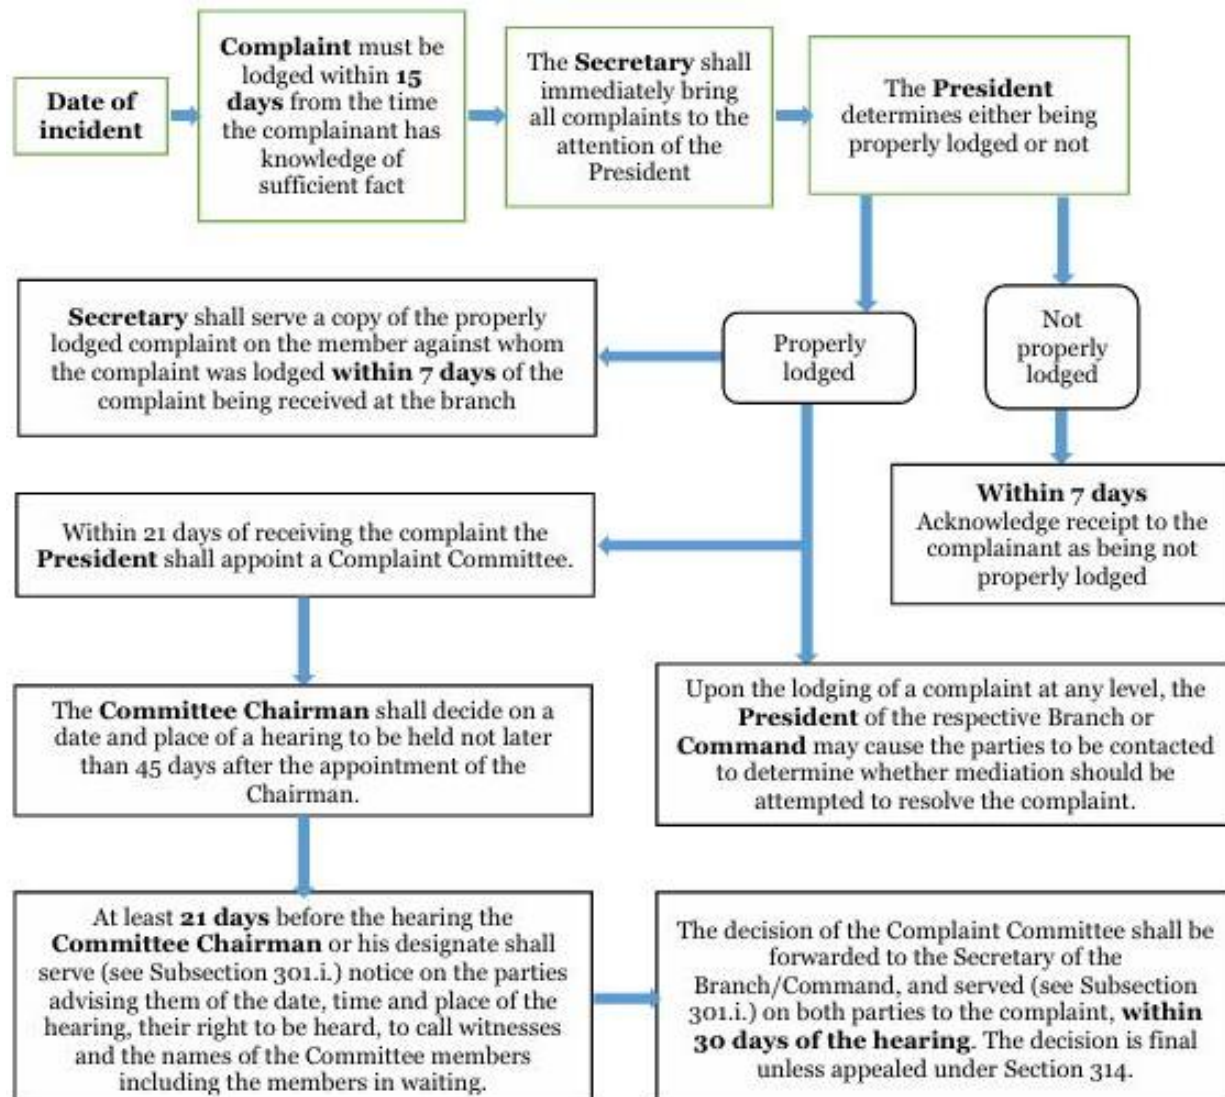 Date of
incident
Complaint must be
lodged within 15
days from the time
the complainant has
knowledge of
sufficient fact
The Secretary shall
immediately bring
all complaints to the
attention of the
President
The President
determines either being
properly lodged or not
Secretary shall serve a copy of the properly
lodged complaint on the member against whom
the complaint was lodged within 7 days of the
complaint being received at the branch
Properly
lodged
Not
properly
lodged
Within 7 days
Acknowledge receipt to the
complainant as being not
properly lodged
Within 21 days of receiving the complaint the
President shall appoint a Complaint Committee.
The Committee Chairman shall decide on a
date and place of a hearing to be held not later
than 45 days after the appointment of the
Chairman.
Upon the lodging of a complaint at any level, the
President of the respective Branch or
Command may cause the parties to be contacted
to determine whether mediation should be
attempted to resolve the complaint.
At least 21 days before the hearing the
Committee Chairman or his designate shall
serve (see Subsection 301.i.) notice on the parties
advising them of the date, time and place of the
hearing, their right to be heard, to call witnesses
and the names of the Committee members
including the members in waiting.
The decision of the Complaint Committee shall be
forwarded to the Secretary of the
Branch/Command, and served (see Subsection
301.i.) on both parties to the complaint, within
30 days of the hearing. The decision is final
unless appealed under Section 314.